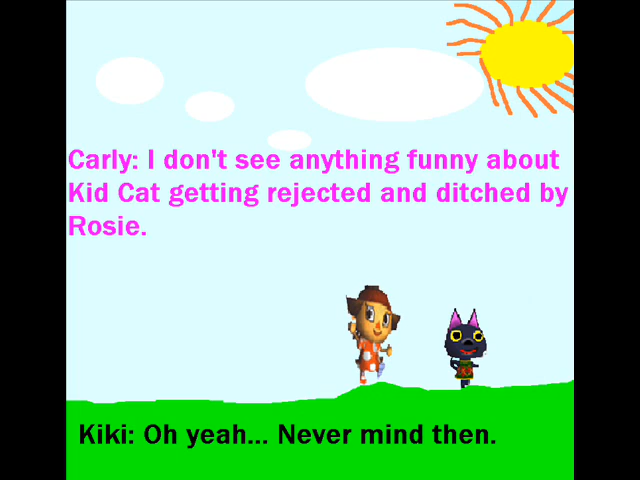 Carly: I don't see anything funny about
Kid Cat getting rejected and ditched by
Rosie.
Kiki: Oh yeah... Never mind then.